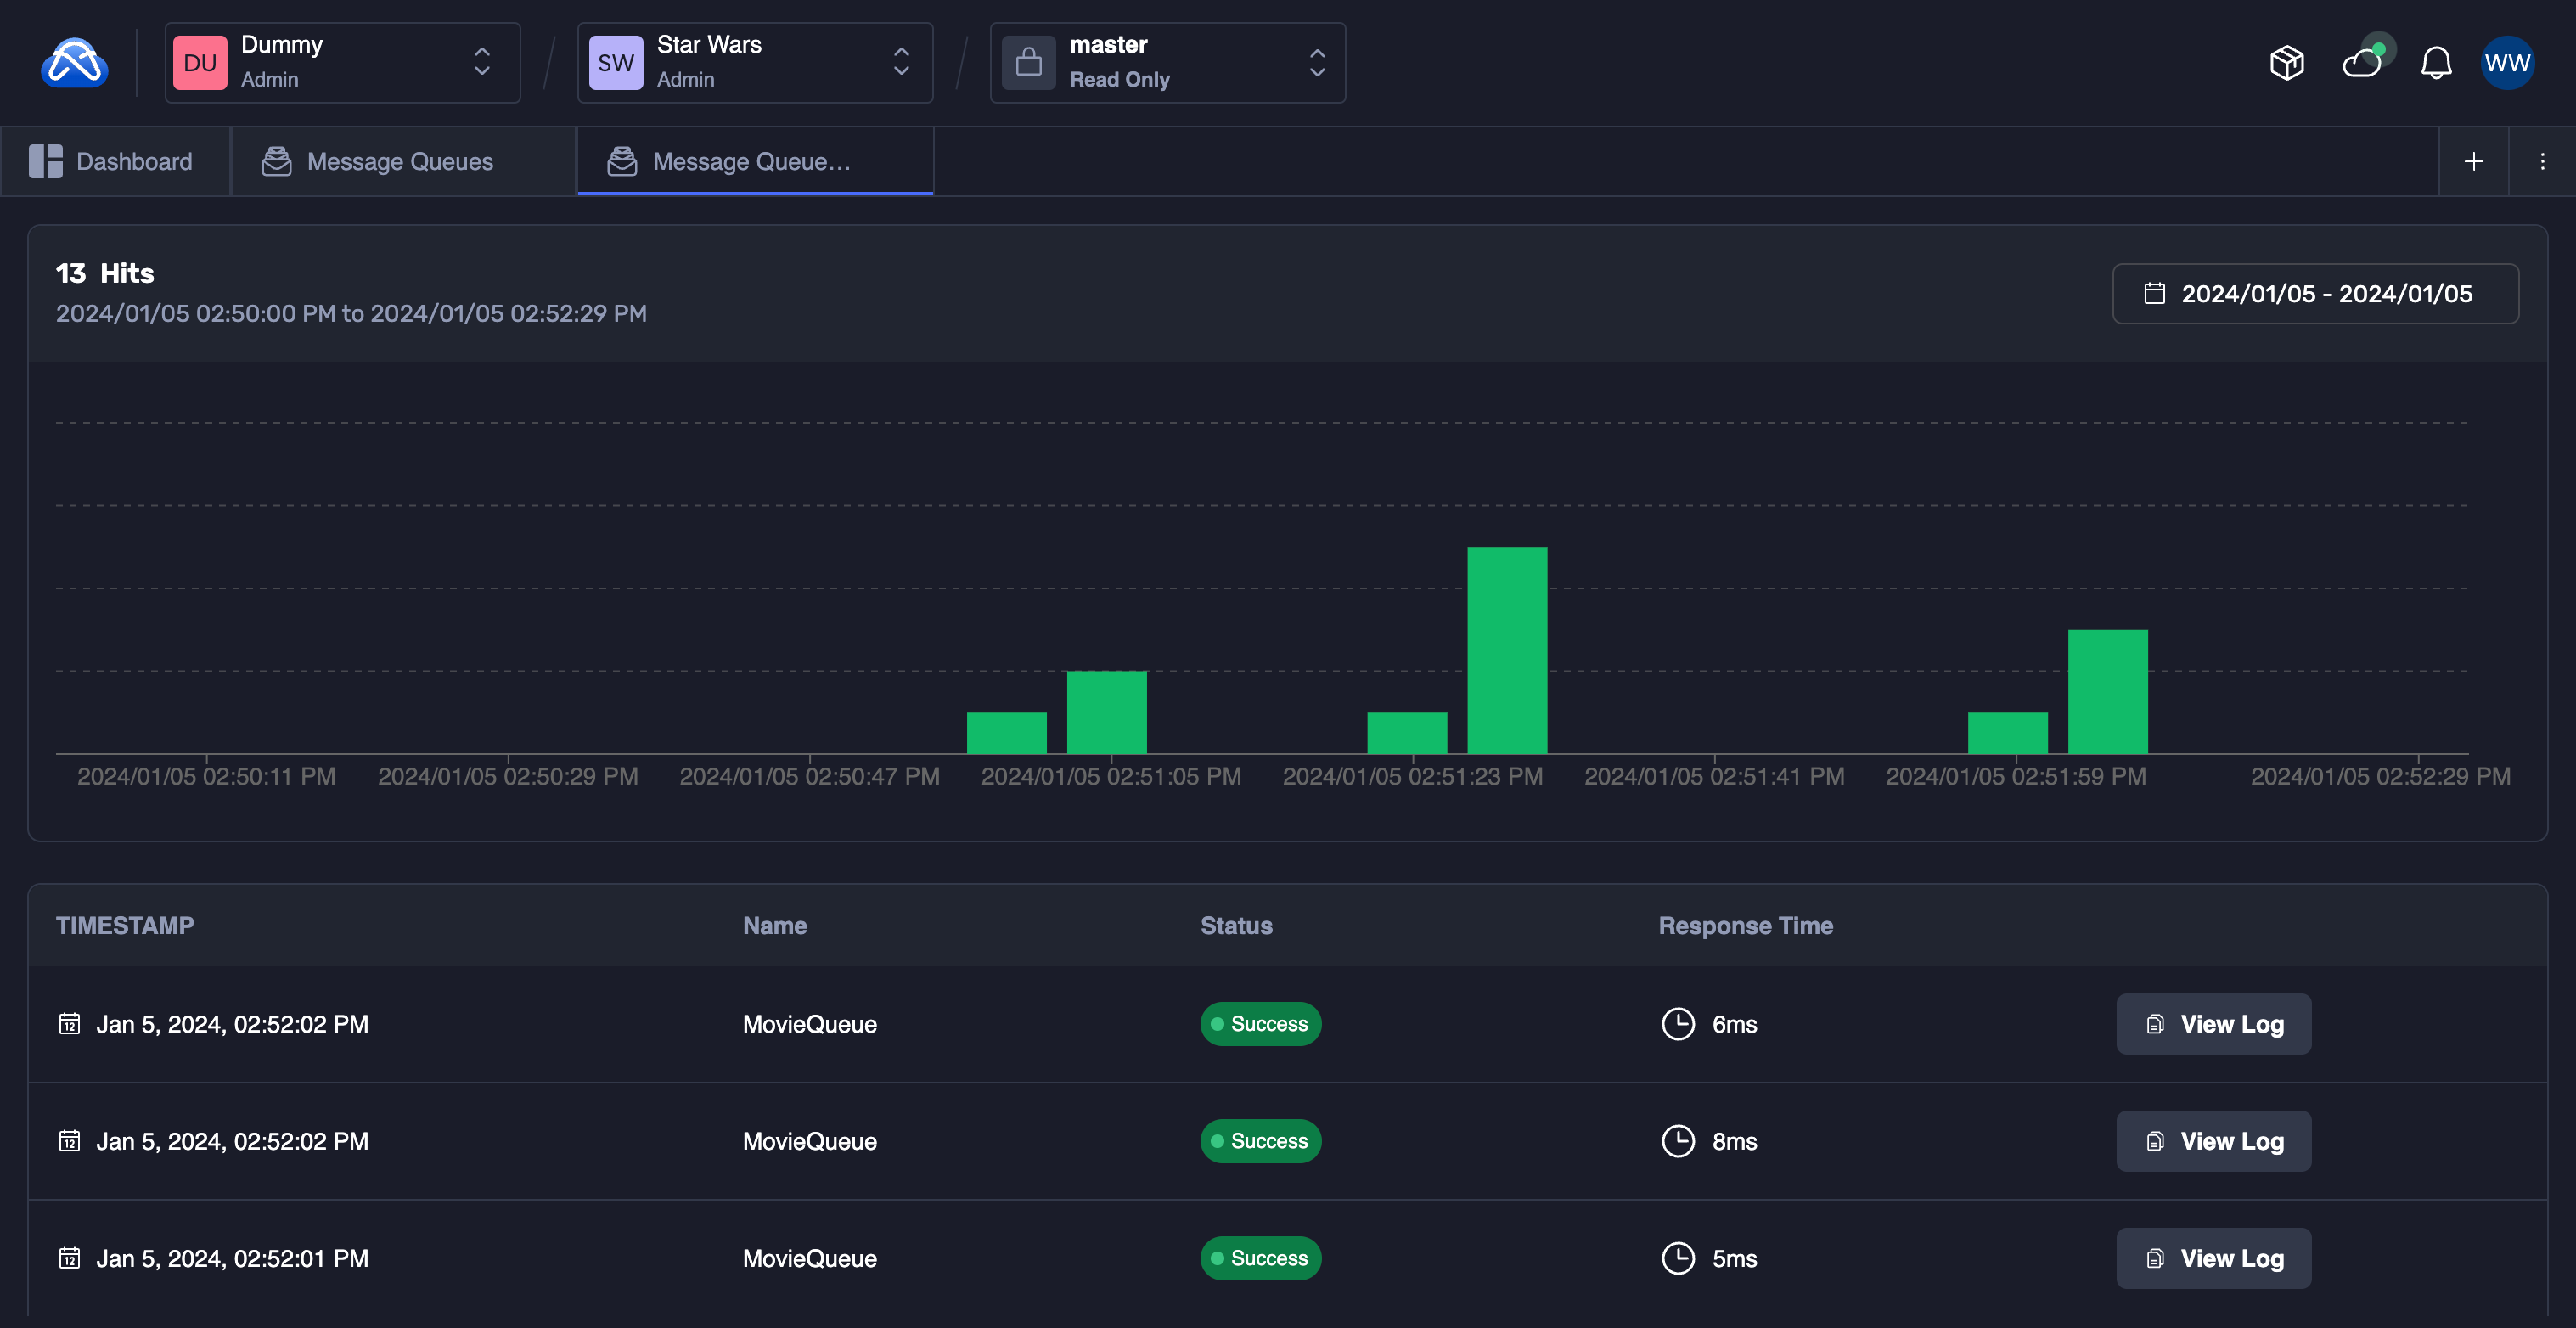 DU
Dummy
Admin
SW
Star Wars
Admin
master
Read Only
WW
Dashboard
Message Queues
Message Queue...
13 Hits
2024/01/05 02:50:00 PM to 2024/01/05 02:52:29 PM
2024/01/05 - 2024/01/05
2024/01/05 02:50:11 PM
2024/01/05 02:50:29 PM
2024/01/05 02:50:47 PM
2024/01/05 02:51:05 PM
2024/01/05 02:51:23 PM
2024/01/05 02:51:41 PM
2024/01/05 02:51:59 PM
2024/01/05 02:52:29 PM
TIMESTAMP Name Status Response Time
12 Jan 5, 2024, 02:52:02 PM MovieQueue Success 6ms View Log
12 Jan 5, 2024, 02:52:02 PM MovieQueue Success 8ms View Log
12 Jan 5, 2024, 02:52:01 PM MovieQueue Success 5ms View Log